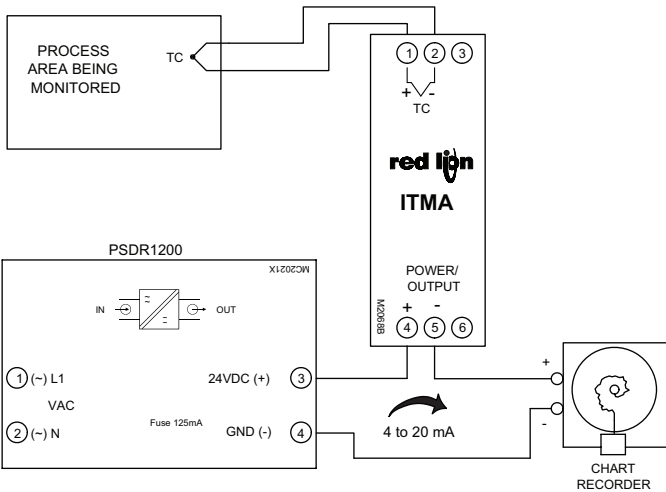 PROCESS
AREA BEING
MONITORED
TC
1 2 3
+ -
TC
red lion
ITMA
POWER/
OUTPUT
M2068B
+ -
4 5 6
PSDR1200
MC2021X
IN
~
=
OUT
1 (~) L1
VAC
2 (~) N
Fuse 125mA
24VDC (+) 3
GND (-) 4
4 to 20 mA
+
-
CHART
RECORDER